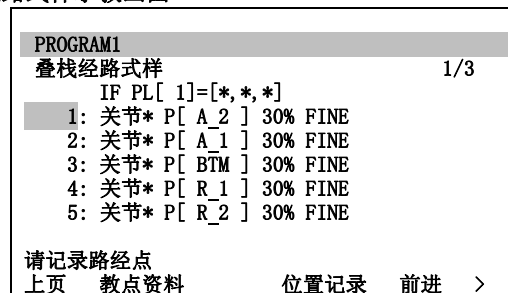 PROGRAM1
叠栈经路式样 1/3
IF PL[ 1]=[*,*,*]
1: 关节* P[ A_2 ] 30% FINE
2: 关节* P[ A_1 ] 30% FINE
3: 关节* P[ BTM ] 30% FINE
4: 关节* P[ R_1 ] 30% FINE
5: 关节* P[ R_2 ] 30% FINE
请记录路经点
上页 教点资料 位置记录 前进 >